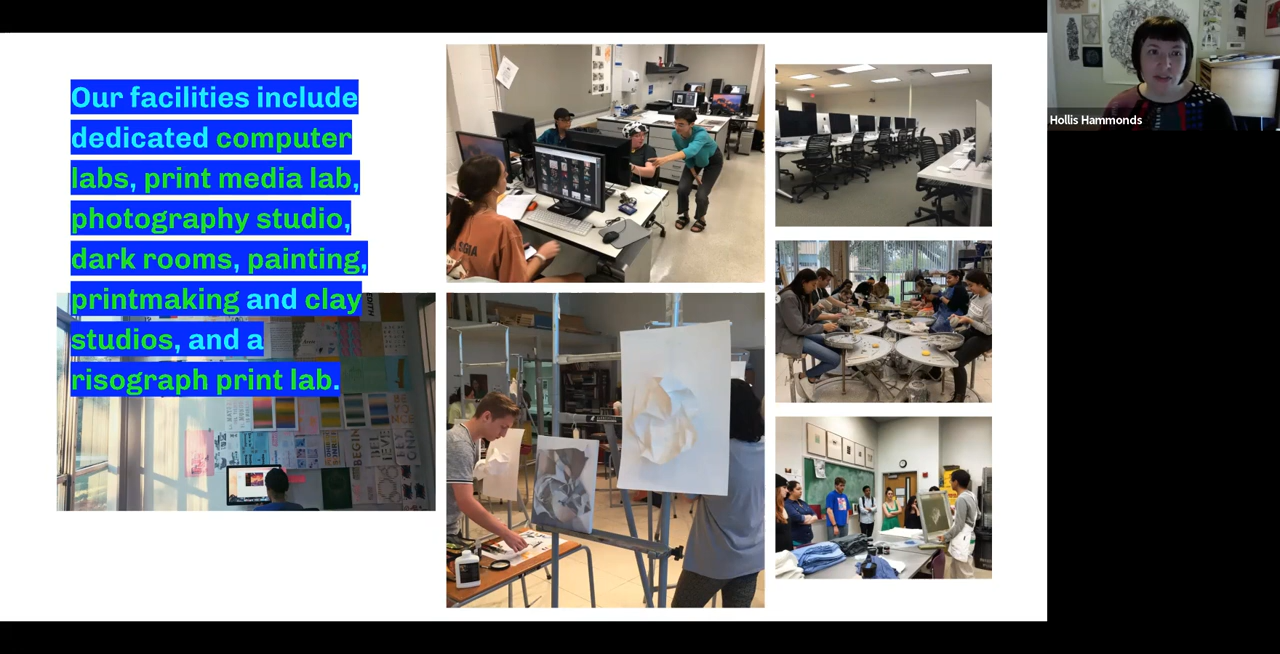 Our facilities include
dedicated computer
labs, print media lab,
photography studio,
dark rooms, painting,
printmaking and clay
studios, and a
risograph print lab.
Hollis Hammonds